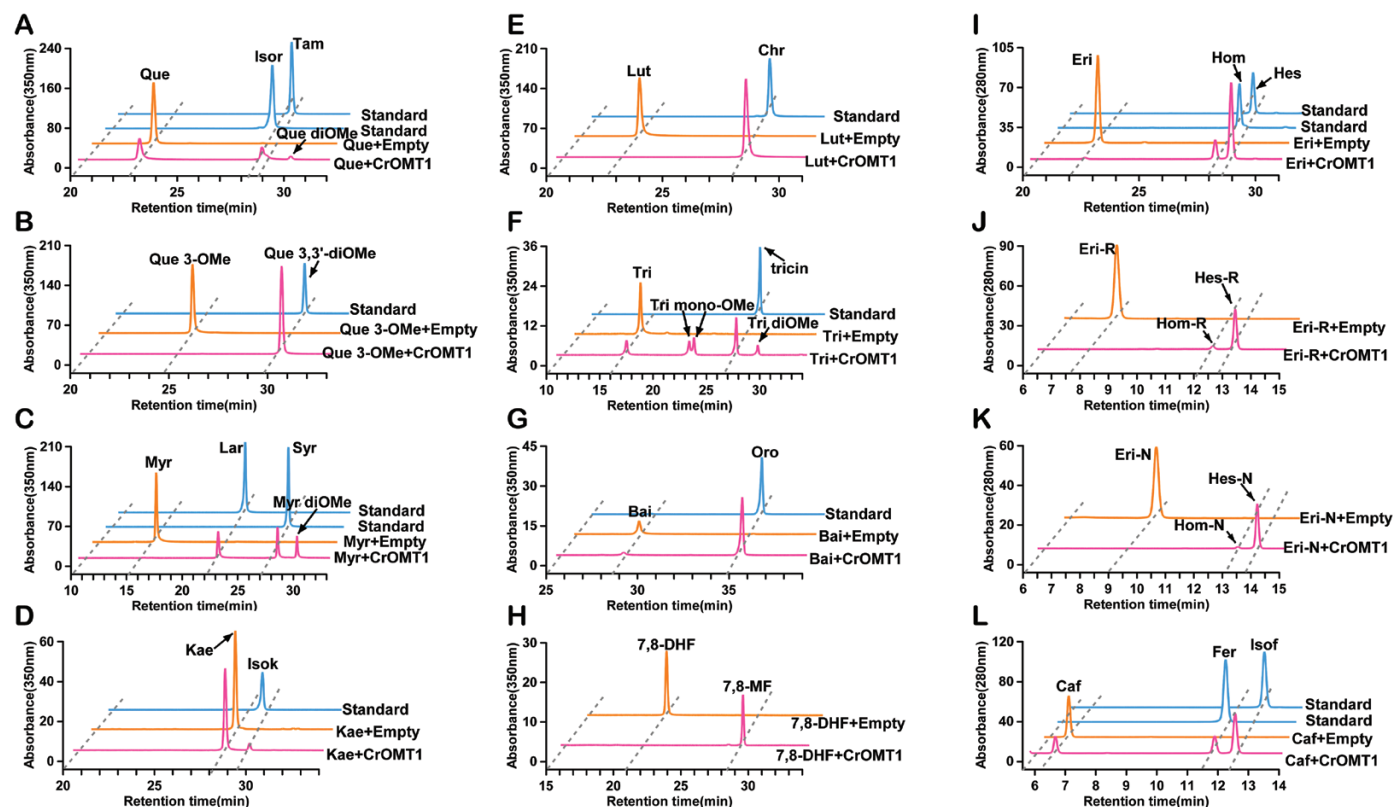 A
Absorbance(350nm)
240
160
80
0
Que
Isor
Tam
Que diOMe
Standard
Standard
Que+Empty
Que+CrOMT1
20
25
30
Retention time(min)
B
Absorbance(350nm)
210
140
70
0
Que 3-OMe
Que 3,3'-diOMe
Standard
Que 3-OMe+Empty
Que 3-OMe+CrOMT1
20
25
30
Retention time(min)
C
Absorbance(350nm)
210
140
70
0
Myr
Lar
Syr
Myr diOMe
Standard
Standard
Myr+Empty
Myr+CrOMT1
10
15
20
25
30
Retention time(min)
D
Absorbance(350nm)
60
40
20
0
Kae
Isok
Standard
Kae+Empty
Kae+CrOMT1
20
25
30
Retention time(min)
E
Absorbance(350nm)
210
140
70
0
Lut
Chr
Standard
Lut+Empty
Lut+CrOMT1
20
25
30
Retention time(min)
F
Absorbance(350nm)
36
24
12
0
Tri
Tri mono-OMe
tricin
Tri diOMe
Standard
Tri+Empty
Tri+CrOMT1
10
15
20
25
30
Retention time(min)
G
Absorbance(350nm)
45
30
15
0
Bai
Oro
Standard
Bai+Empty
Bai+CrOMT1
25
30
35
Retention time(min)
H
Absorbance(350nm)
30
20
10
0
7,8-DHF
7,8-MF
7,8-DHF+Empty
7,8-DHF+CrOMT1
15
20
25
30
Retention time(min)
I
Absorbance(280nm)
105
70
35
0
Eri
Hom
Hes
Standard
Standard
Eri+Empty
Eri+CrOMT1
20
25
30
Retention time(min)
J
Absorbance(280nm)
90
60
30
0
Eri-R
Hes-R
Hom-R
Eri-R+Empty
Eri-R+CrOMT1
6
7
8
9
10
11
12
13
14
15
Retention time(min)
K
Absorbance(280nm)
60
40
20
0
Eri-N
Hes-N
Hom-N
Eri-N+Empty
Eri-N+CrOMT1
6
7
8
9
10
11
12
13
14
15
Retention time(min)
L
Absorbance(280nm)
120
80
40
0
Caf
Fer
Isof
Standard
Standard
Caf+Empty
Caf+CrOMT1
6
7
8
9
10
11
12
13
14
Retention time(min)